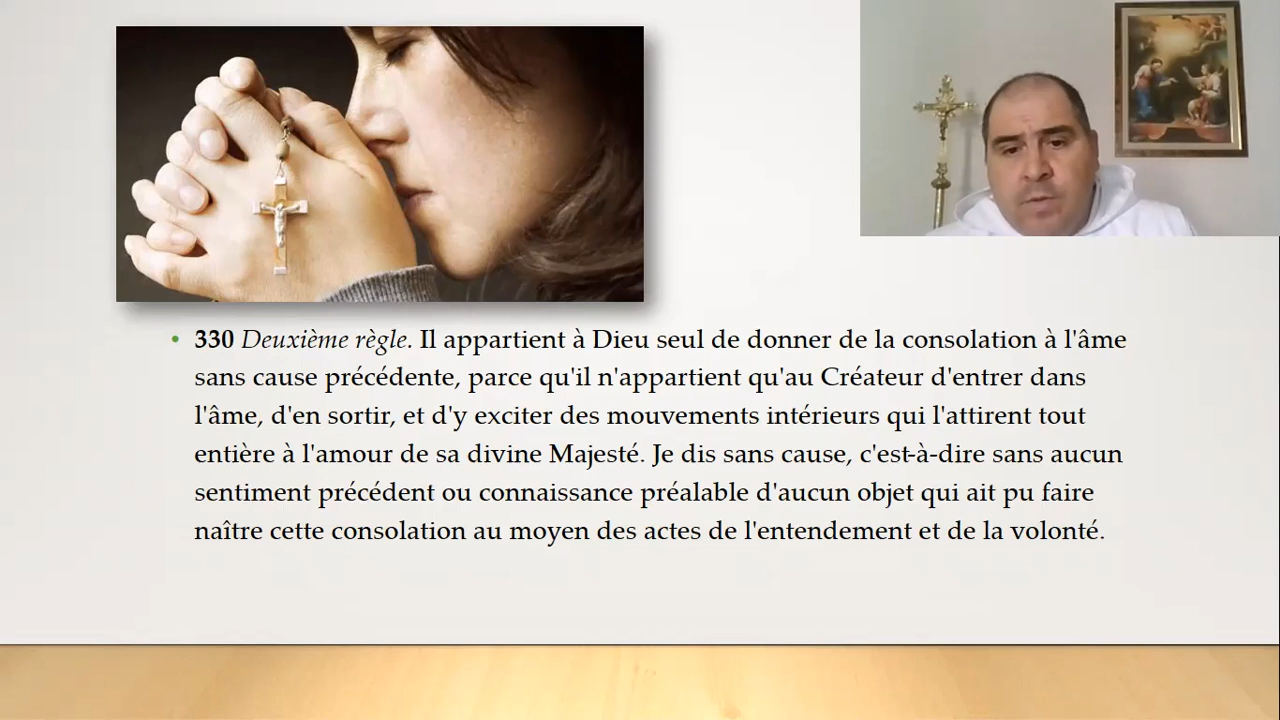 • 330 Deuxième règle. Il appartient à Dieu seul de donner de la consolation à l'âme
sans cause précédente, parce qu'il n'appartient qu'au Créateur d'entrer dans
l'âme, d'en sortir, et d'y exciter des mouvements intérieurs qui l'attirent tout
entière à l'amour de sa divine Majesté. Je dis sans cause, c'est-à-dire sans aucun
sentiment précédent ou connaissance préalable d'aucun objet qui ait pu faire
naître cette consolation au moyen des actes de l'entendement et de la volonté.